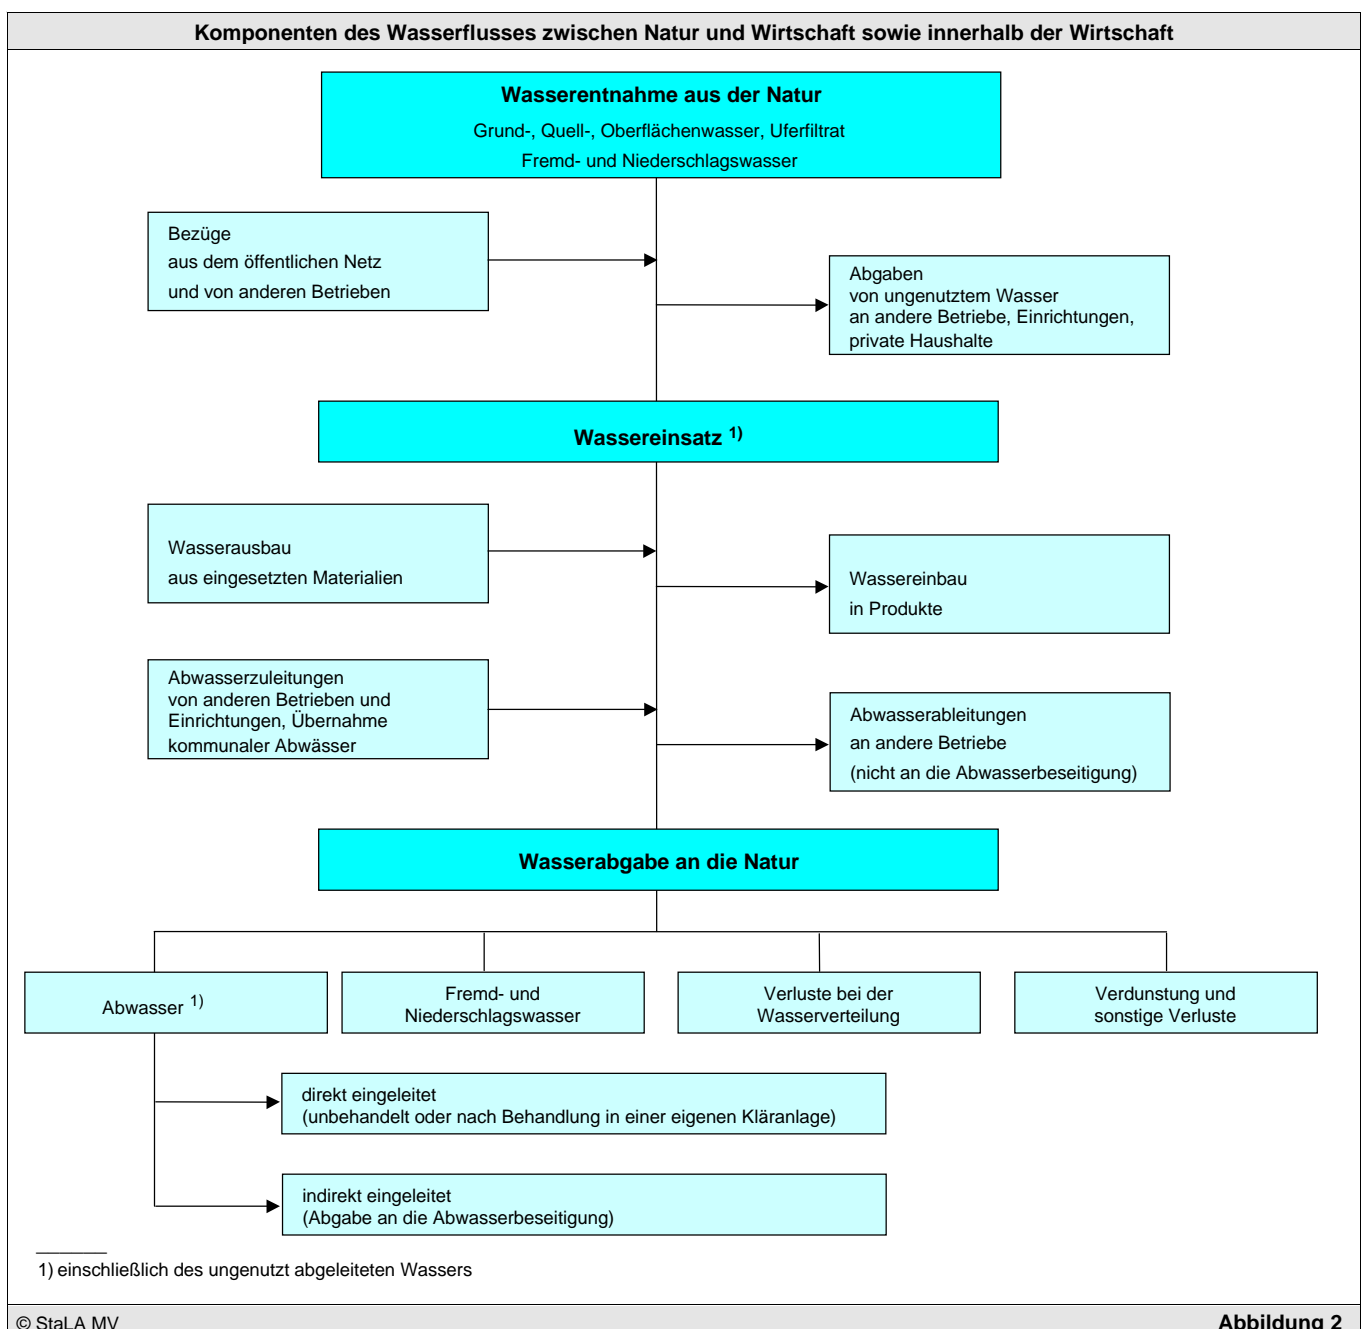 Komponenten des Wasserflusses zwischen Natur und Wirtschaft sowie innerhalb der Wirtschaft
Wasserentnahme aus der Natur
Grund-, Quell-, Oberflächenwasser, Uferfiltrat
Fremd- und Niederschlagswasser
Bezüge
aus dem öffentlichen Netz
und von anderen Betrieben
Abgaben
von ungenutztem Wasser
an andere Betriebe, Einrichtungen,
private Haushalte
Wassereinsatz 1)
Wasserausbau
aus eingesetzten Materialien
Wassereinbau
in Produkte
Abwasserzuleitungen
von anderen Betrieben und
Einrichtungen, Übernahme
kommunaler Abwässer
Abwasserableitungen
an andere Betriebe
(nicht an die Abwasserbeseitigung)
Wasserabgabe an die Natur
Abwasser 1)
Fremd- und
Niederschlagswasser
Verluste bei der
Wasserverteilung
Verdunstung und
sonstige Verluste
direkt eingeleitet
(unbehandelt oder nach Behandlung in einer eigenen Kläranlage)
indirekt eingeleitet
(Abgabe an die Abwasserbeseitigung)
1) einschließlich des ungenutzt abgeleiteten Wassers
© StaLA MV
Abbildung 2